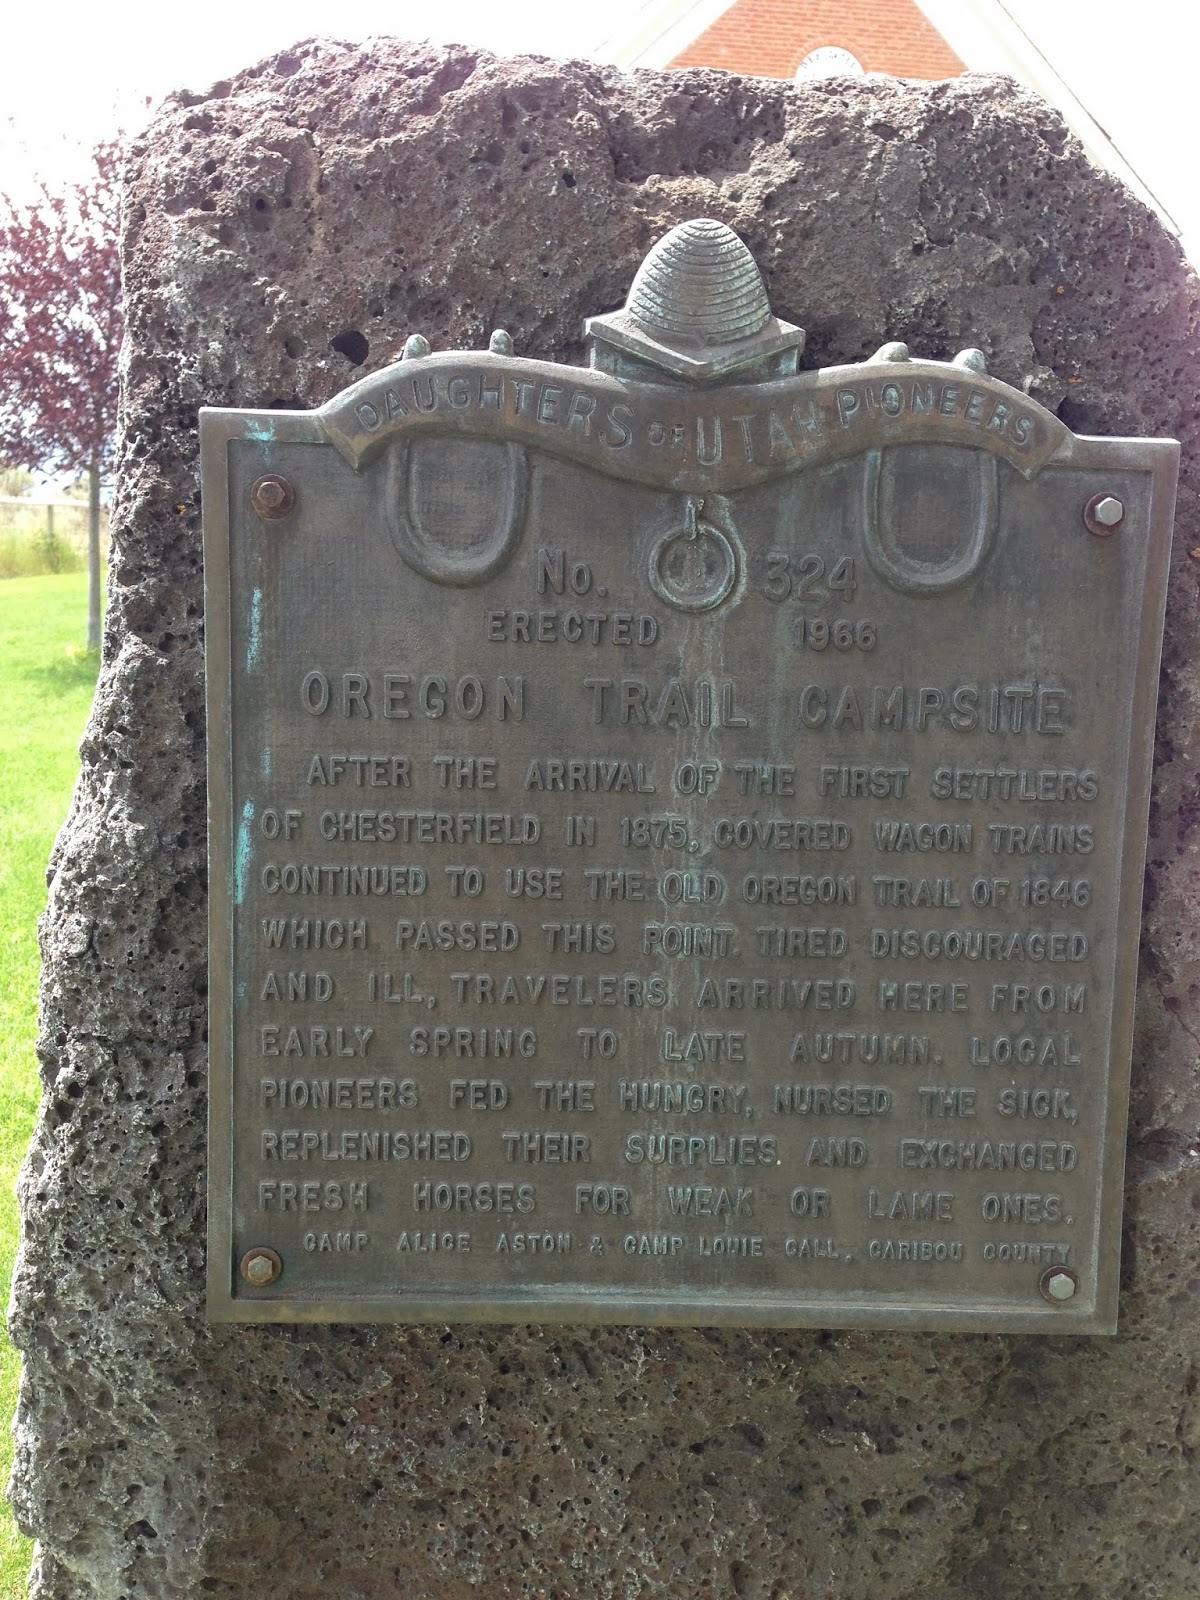 DAUGHTERS OF UTAH PIONEERS
No. 324
ERECTED 1966
OREGON TRAIL CAMPSITE
AFTER THE ARRIVAL OF THE FIRST SETTLERS
OF CHESTERFIELD IN 1875, COVERED WAGON TRAINS
CONTINUED TO USE THE OLD OREGON TRAIL OF 1846
WHICH PASSED THIS POINT. TIRED DISCOURAGED
AND ILL, TRAVELERS ARRIVED HERE FROM
EARLY SPRING TO LATE AUTUMN. LOCAL
PIONEERS FED THE HUNGRY, NURSED THE SICK,
REPLENISHED THEIR SUPPLIES AND EXCHANGED
FRESH HORSES FOR WEAK OR LAME ONES.
CAMP ALICE ASTON & CAMP LOUIE CALL, CARIBOU COUNTY